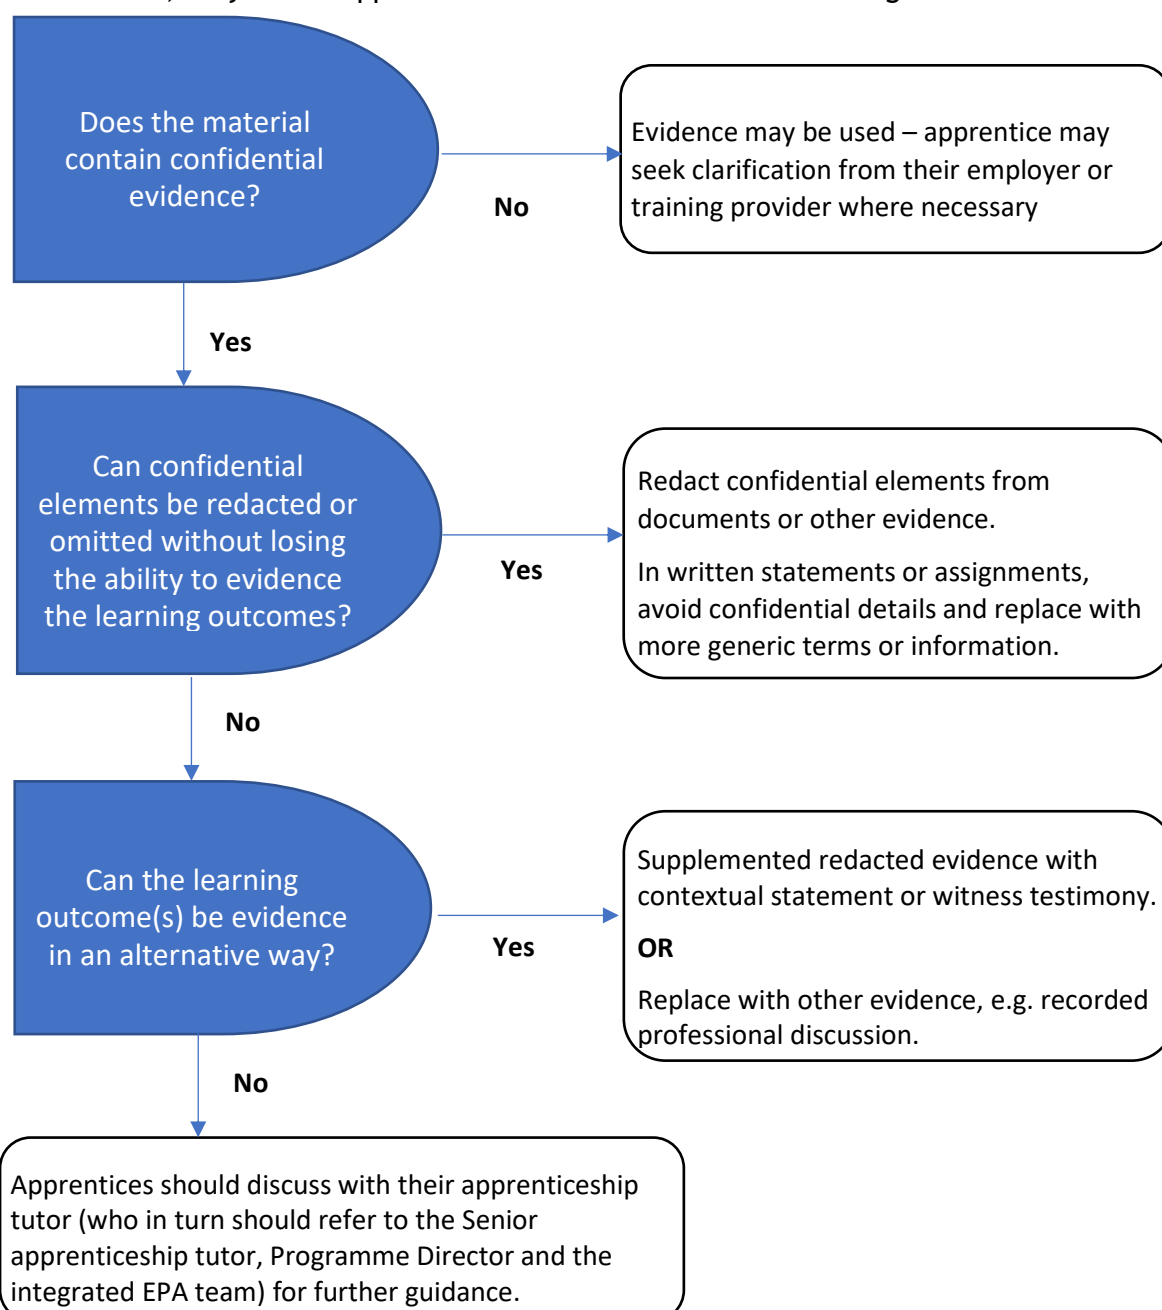 Does the material
contain confidential
evidence?
No
Evidence may be used – apprentice may
seek clarification from their employer or
training provider where necessary
Yes
Can confidential
elements be redacted or
omitted without losing
the ability to evidence
the learning outcomes?
Yes
Redact confidential elements from
documents or other evidence.
In written statements or assignments,
avoid confidential details and replace with
more generic terms or information.
No
Can the learning
outcome(s) be evidence
in an alternative way?
Yes
Supplemented redacted evidence with
contextual statement or witness testimony.
OR
Replace with other evidence, e.g. recorded
professional discussion.
No
Apprentices should discuss with their apprenticeship
tutor (who in turn should refer to the Senior
apprenticeship tutor, Programme Director and the
integrated EPA team) for further guidance.